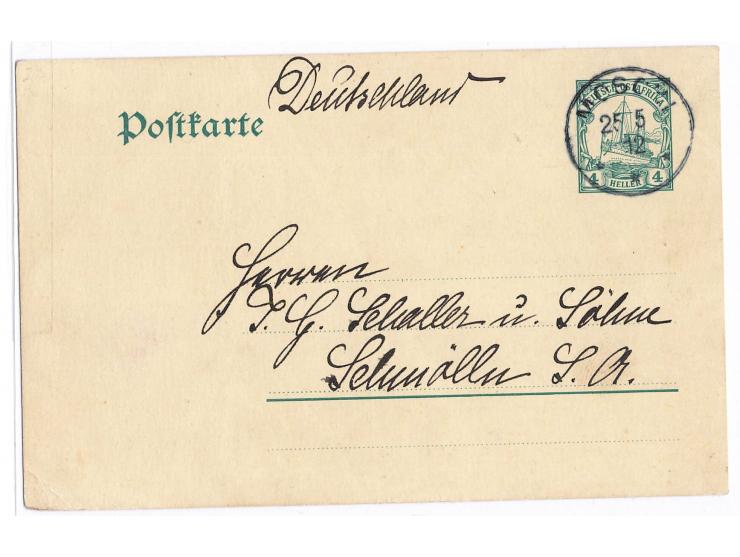 Deutschland
Postkarte
DEUTSCH-OSTAFRIKA
4 HELLER 4
25 5
12
Herren
J. G. Schaller u. Söhne
Schmölln S. A.